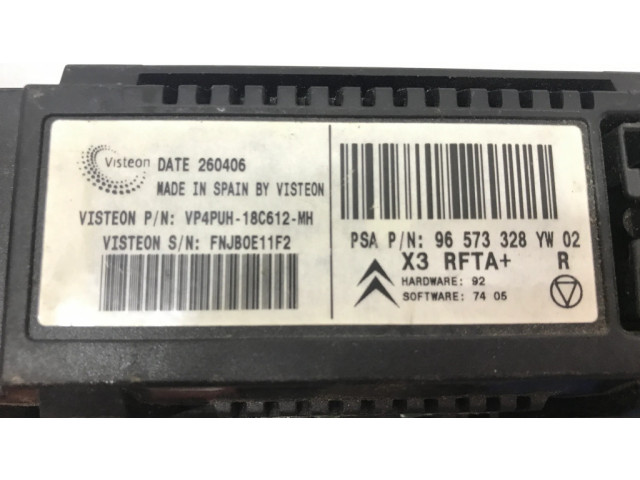 Visteon DATE 260406
MADE IN SPAIN BY VISTEON
VISTEON P/N: VP4PUH-18C612-MH
VISTEON S/N: FNJB0E11F2
PSA P/N: 96 573 328 YW 02
X3 RFTA+ R
HARDWARE: 92
SOFTWARE: 74 05